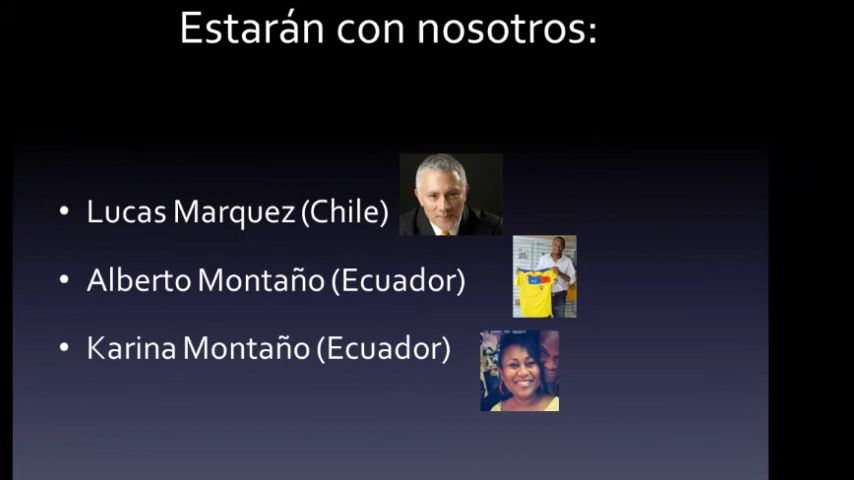 Estarán con nosotros:
• Lucas Marquez (Chile)
• Alberto Montaño (Ecuador)
• Karina Montaño (Ecuador)